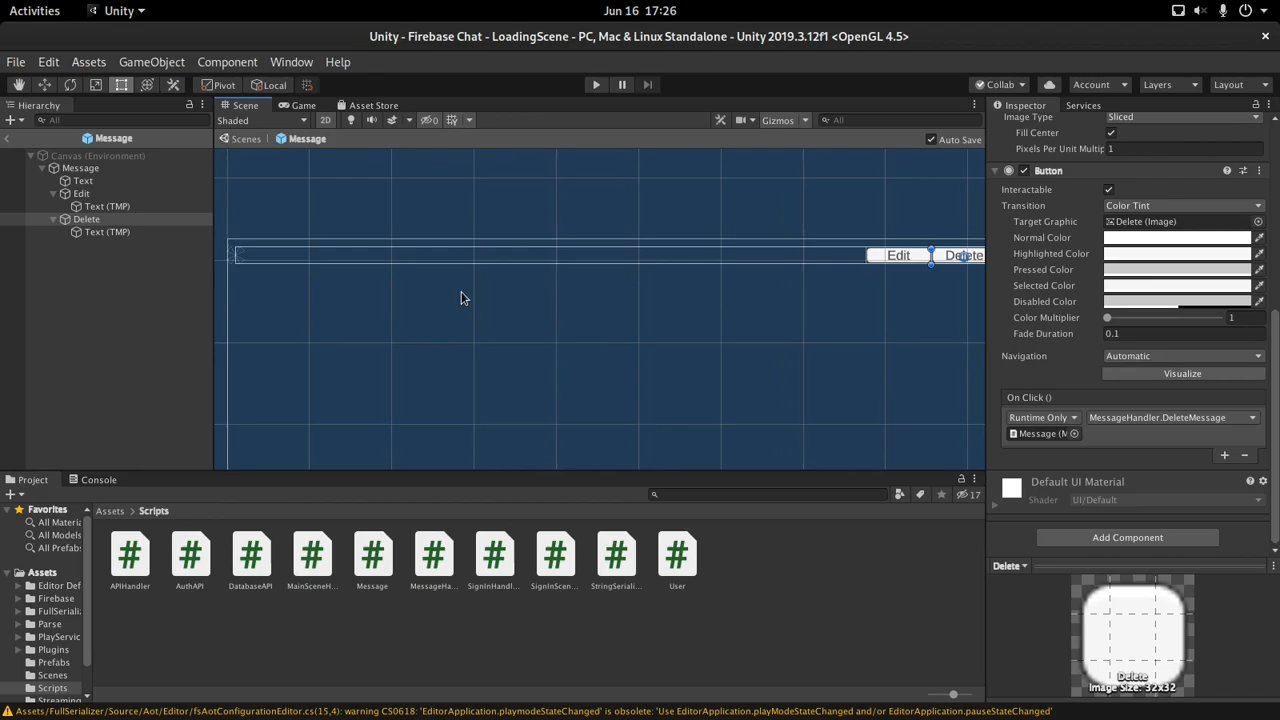 Activities Unity Jun 16 17:26
Unity - Firebase Chat - LoadingScene - PC, Mac & Linux Standalone - Unity 2019.3.12f1 <OpenGL 4.5>
File Edit Assets GameObject Component Window Help
Pivot Local Collab Account Layers Layout
Hierarchy Scene Game Asset Store Inspector Services
All Shaded 2D 0 Gizmos All Image Type Sliced
Message Scenes Message Auto Save Fill Center
Pixels Per Unit Multip 1
Canvas (Environment)
Message
Text
Edit
Text (TMP)
Delete
Text (TMP)
Edit Delete
Button
Interactable
Transition Color Tint
Target Graphic Delete (Image)
Normal Color
Highlighted Color
Pressed Color
Selected Color
Disabled Color
Color Multiplier 1
Fade Duration 0.1
Navigation Automatic
Visualize
On Click ()
Runtime Only MessageHandler.DeleteMessage
Message (M
Default UI Material
Shader UI/Default
Add Component
Delete
Delete
Image Size: 32x32
Project Console
17
Favorites
All Materia
All Models
All Prefabs
Assets
Editor Def
Firebase
FullSerializ
Parse
PlayServic
Plugins
Prefabs
Scenes
Scripts
Streaming
Assets Scripts
# # # # # # # # # #
APIHandler AuthAPI DatabaseAPI MainSceneH... Message MessageHa... SignInHandl... SignInScen... StringSeriali... User
Assets/FullSerializer/Source/Aot/Editor/fsAotConfigurationEditor.cs(15,4): warning CS0618: 'EditorApplication.playmodeStateChanged' is obsolete: 'Use EditorApplication.playModeStateChanged and/or EditorApplication.pauseStateChanged'